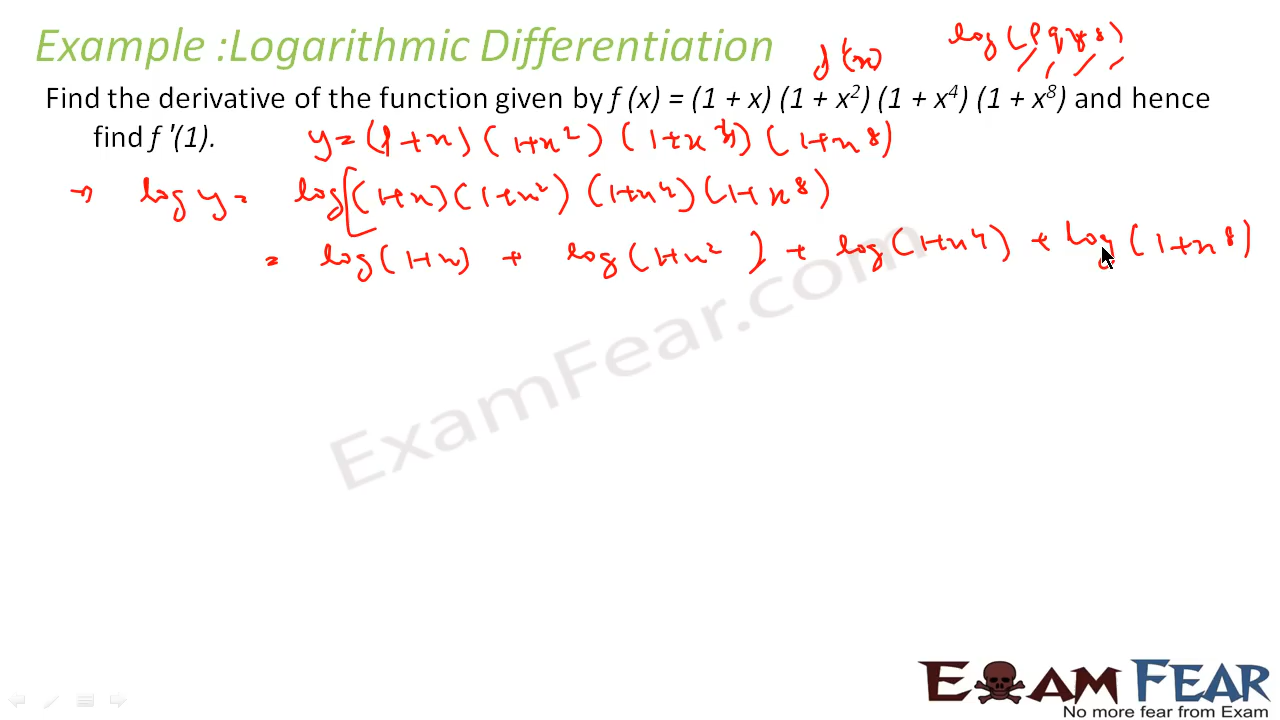 Example :Logarithmic Differentiation
f'(x)
log(pqrs)
Find the derivative of the function given by f (x) = (1 + x) (1 + x²) (1 + x⁴) (1 + x⁸) and hence
find f '(1).
y = (1+x) (1+x²) (1+x⁴) (1+x⁸)
⇒ log y = log[(1+x) (1+x²) (1+x⁴) (1+x⁸)
= log(1+x) + log(1+x²) + log(1+x⁴) + log(1+x⁸)
ExamFear.com
EXAM FEAR
No more fear from Exam